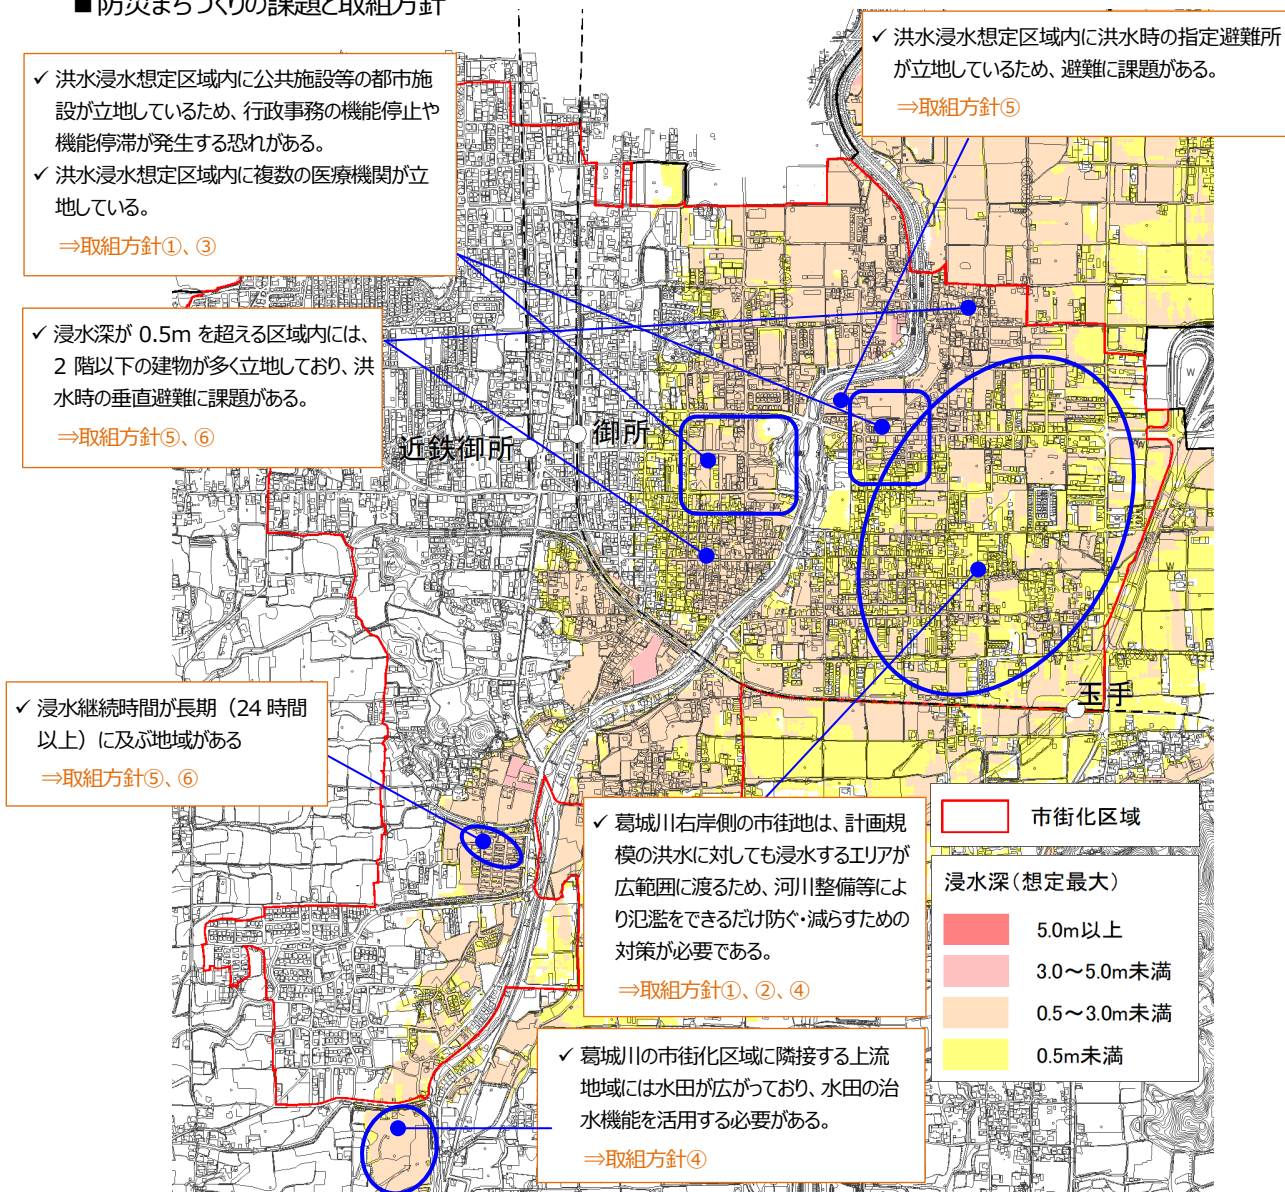 ■防災まちづくりの課題と取組方針
✓ 洪水浸水想定区域内に公共施設等の都市施
設が立地しているため、行政事務の機能停止や
機能停滞が発生する恐れがある。
✓ 洪水浸水想定区域内に複数の医療機関が立
地している。
⇒取組方針①、③
✓ 洪水浸水想定区域内に洪水時の指定避難所
が立地しているため、避難に課題がある。
⇒取組方針⑤
✓ 浸水深が 0.5m を超える区域内には、
2 階以下の建物が多く立地しており、洪
水時の垂直避難に課題がある。
⇒取組方針⑤、⑥
近鉄御所
御所
玉手
W
W
W
✓ 浸水継続時間が長期（24 時間
以上）に及ぶ地域がある
⇒取組方針⑤、⑥
✓ 葛城川右岸側の市街地は、計画規
模の洪水に対しても浸水するエリアが
広範囲に渡るため、河川整備等によ
り氾濫をできるだけ防ぐ・減らすための
対策が必要である。
⇒取組方針①、②、④
✓ 葛城川の市街化区域に隣接する上流
地域には水田が広がっており、水田の治
水機能を活用する必要がある。
⇒取組方針④
市街化区域
浸水深（想定最大）
5.0m以上
3.0～5.0m未満
0.5～3.0m未満
0.5m未満